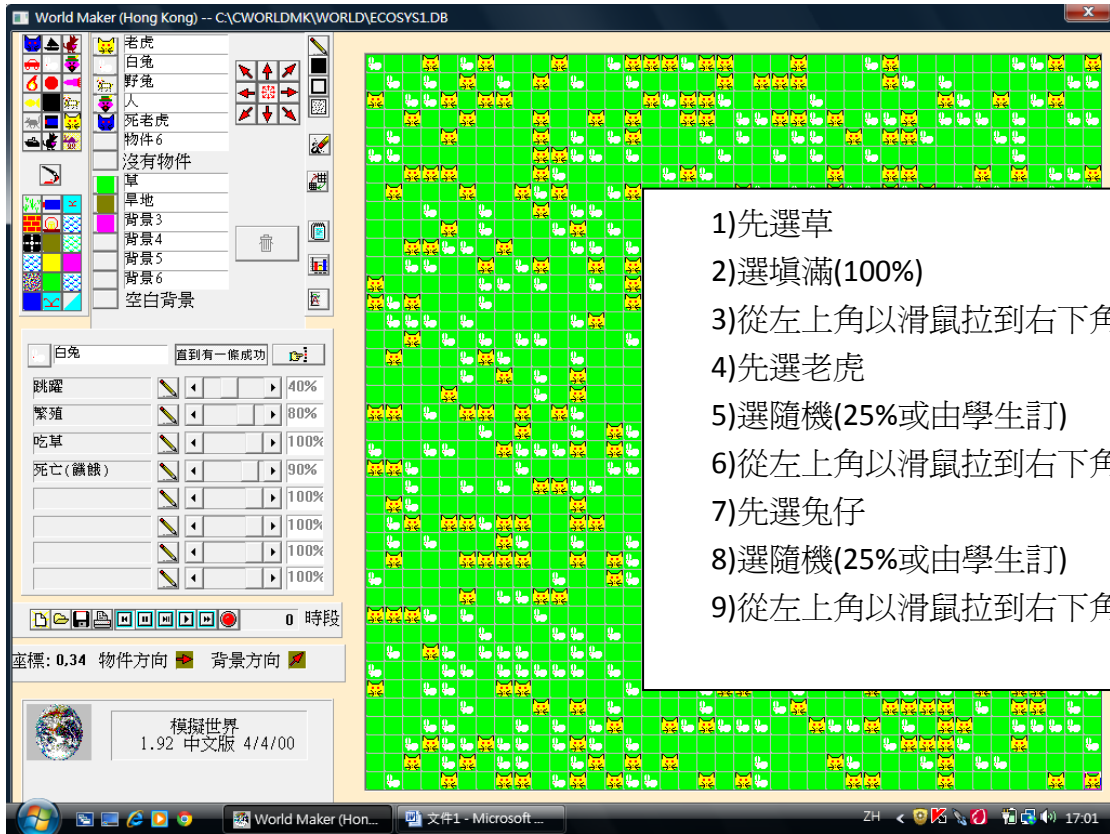 World Maker (Hong Kong) -- C:\CWORLDMK\WORLD\ECOSYS1.DB
老虎
白兔
野兔
人
死老虎
物件6
沒有物件
草
旱地
背景3
背景4
背景5
背景6
空白背景
白兔 直到有一條成功
跳躍 40%
繁殖 80%
吃草 100%
死亡(饑餓) 90%
100%
100%
100%
100%
0 時段
座標: 0,34 物件方向 背景方向
模擬世界
1.92 中文版 4/4/00
1)先選草
2)選填滿(100%)
3)從左上角以滑鼠拉到右下角
4)先選老虎
5)選隨機(25%或由學生訂)
6)從左上角以滑鼠拉到右下角
7)先選兔仔
8)選隨機(25%或由學生訂)
9)從左上角以滑鼠拉到右下角
World Maker (Hon... 文件1 - Microsoft ... ZH 17:01